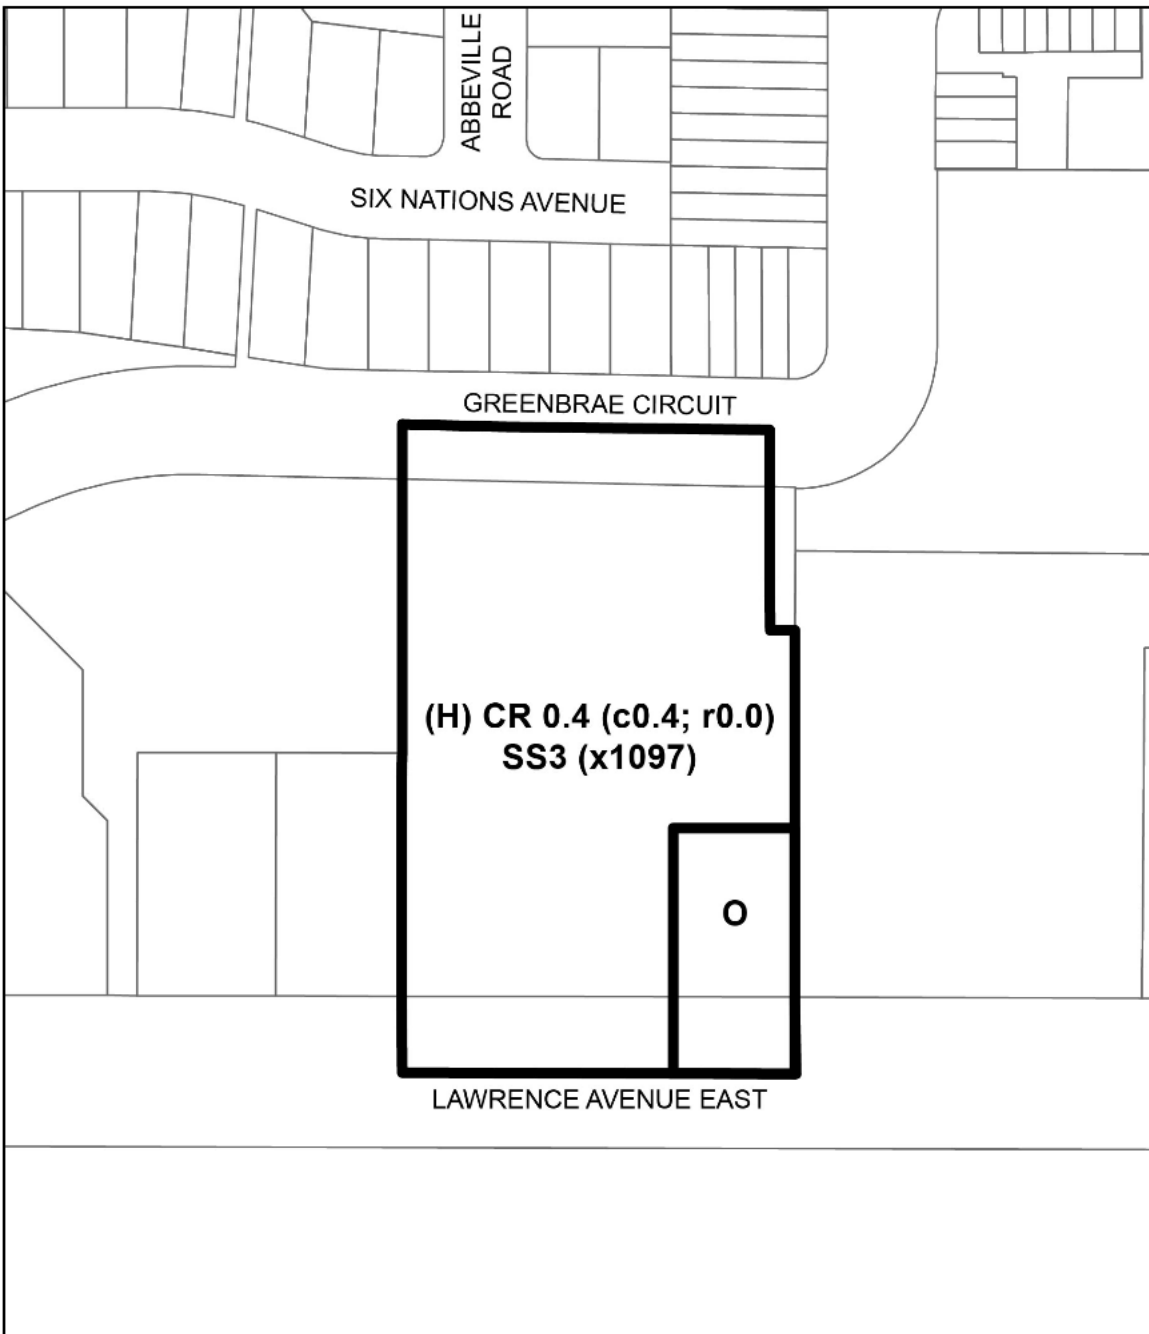 ABBEVILLE
ROAD
SIX NATIONS AVENUE
GREENBRAE CIRCUIT
(H) CR 0.4 (c0.4; r0.0)
SS3 (x1097)
O
LAWRENCE AVENUE EAST